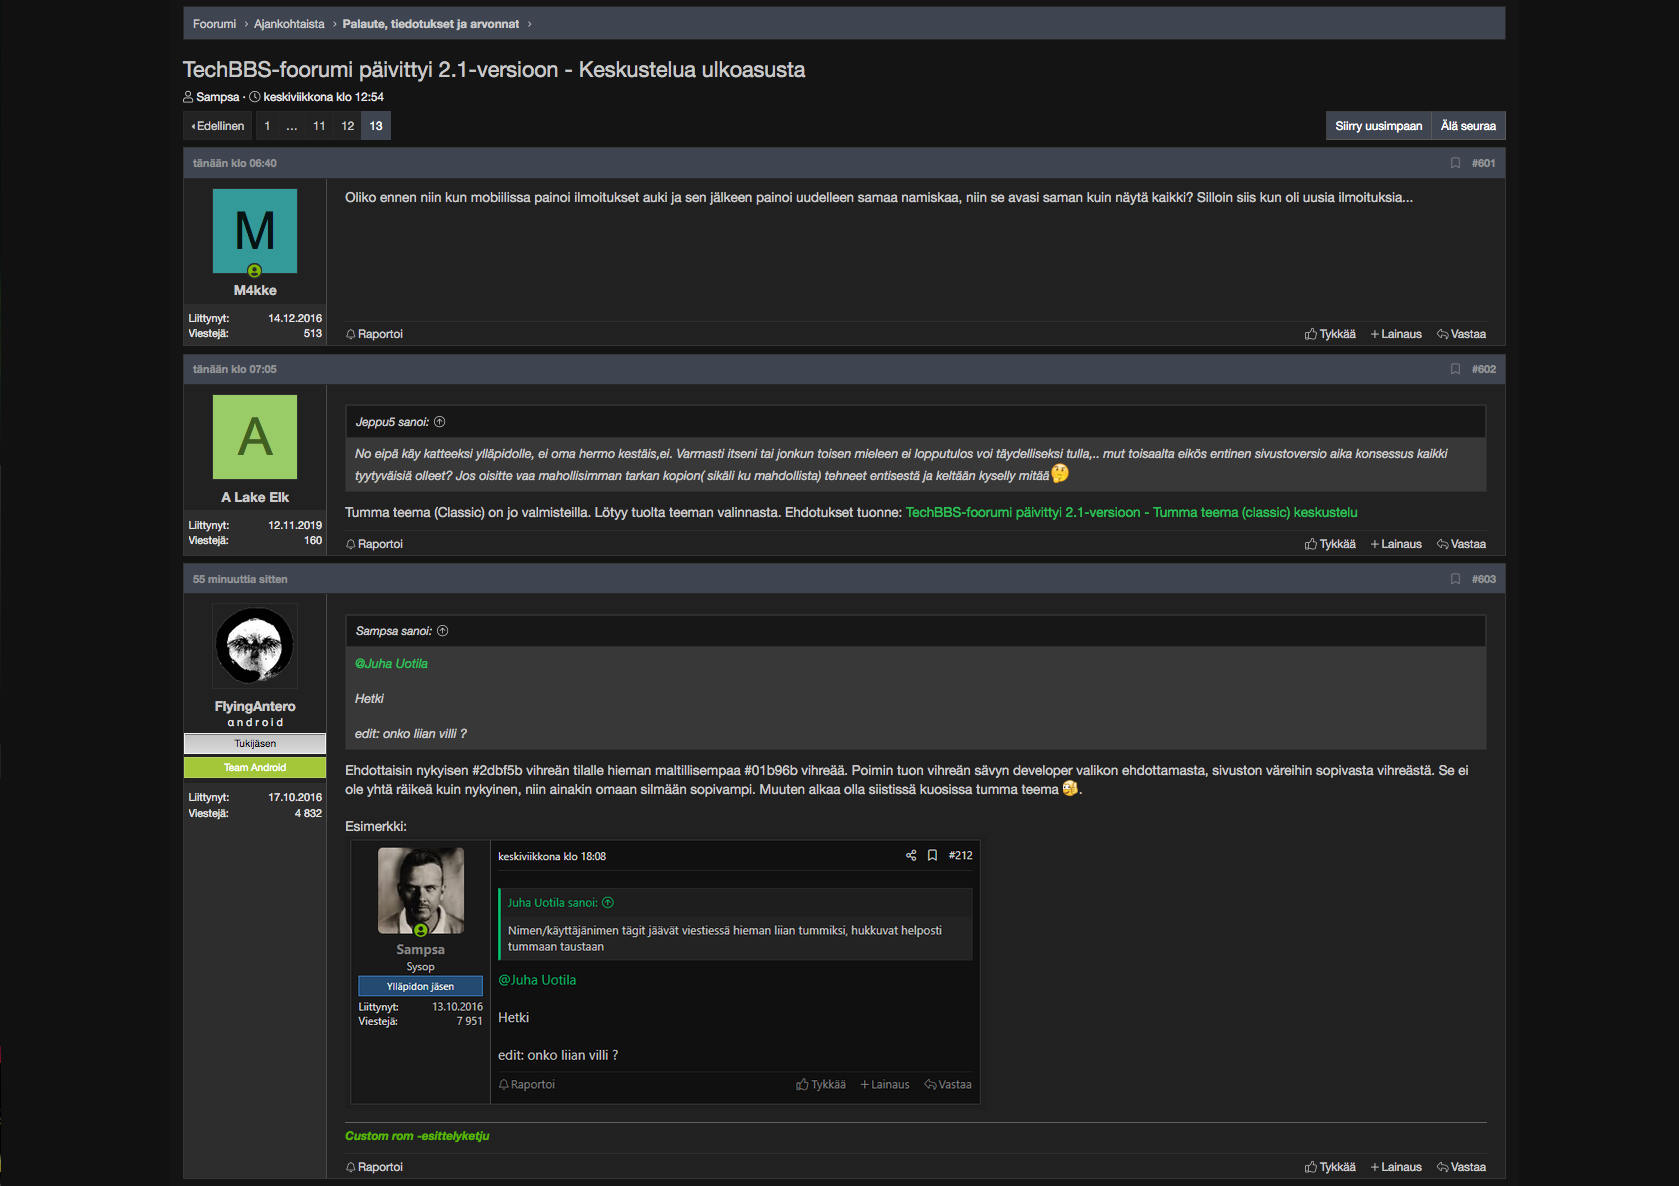 Foorumi › Ajankohtaista › Palaute, tiedotukset ja arvonnat ›
TechBBS-foorumi päivittyi 2.1-versioon - Keskustelua ulkoasusta
Sampsa · keskiviikkona klo 12:54
Edellinen 1 ... 11 12 13
Siirry uusimpaan Älä seuraa
tänään klo 06:40 #601
M
M4kke
Liittynyt: 14.12.2016
Viestejä: 513
Oliko ennen niin kun mobiilissa painoi ilmoitukset auki ja sen jälkeen painoi uudelleen samaa namiskaa, niin se avasi saman kuin näytä kaikki? Silloin siis kun oli uusia ilmoituksia...
Raportoi Tykkää +Lainaus Vastaa
tänään klo 07:05 #602
A
A Lake Elk
Liittynyt: 12.11.2019
Viestejä: 160
Jeppu5 sanoi:
No eipä käy katteeksi ylläpidolle, ei oma hermo kestäis,ei. Varmasti itseni tai jonkun toisen mieleen ei lopputulos voi täydelliseksi tulla,.. mut toisaalta eikös entinen sivustoversio aika konsessus kaikki
tyytyväisiä olleet? Jos oisitte vaa mahollisimman tarkan kopion( sikäli ku mahdollista) tehneet entisestä ja keltään kyselly mitää🤔
Tumma teema (Classic) on jo valmisteilla. Lötyy tuolta teeman valinnasta. Ehdotukset tuonne: TechBBS-foorumi päivittyi 2.1-versioon - Tumma teema (classic) keskustelu
Raportoi Tykkää +Lainaus Vastaa
55 minuuttia sitten #603
FlyingAntero
android
Tukijäsen
Team Android
Liittynyt: 17.10.2016
Viestejä: 4 832
Sampsa sanoi:
@Juha Uotila
Hetki
edit: onko liian villi ?
Ehdottaisin nykyisen #2dbf5b vihreän tilalle hieman maltillisempaa #01b96b vihreää. Poimin tuon vihreän sävyn developer valikon ehdottamasta, sivuston väreihin sopivasta vihreästä. Se ei
ole yhtä räikeä kuin nykyinen, niin ainakin omaan silmään sopivampi. Muuten alkaa olla siistissä kuosissa tumma teema .
Esimerkki:
Sampsa
Sysop
Ylläpidon jäsen
Liittynyt: 13.10.2016
Viestejä: 7 951
keskiviikkona klo 18:08 #212
Juha Uotila sanoi:
Nimen/käyttäjänimen tägit jäävät viestiessä hieman liian tummiksi, hukkuvat helposti
tummaan taustaan
@Juha Uotila
Hetki
edit: onko liian villi ?
Raportoi Tykkää +Lainaus Vastaa
Custom rom -esittelyketju
Raportoi Tykkää +Lainaus Vastaa